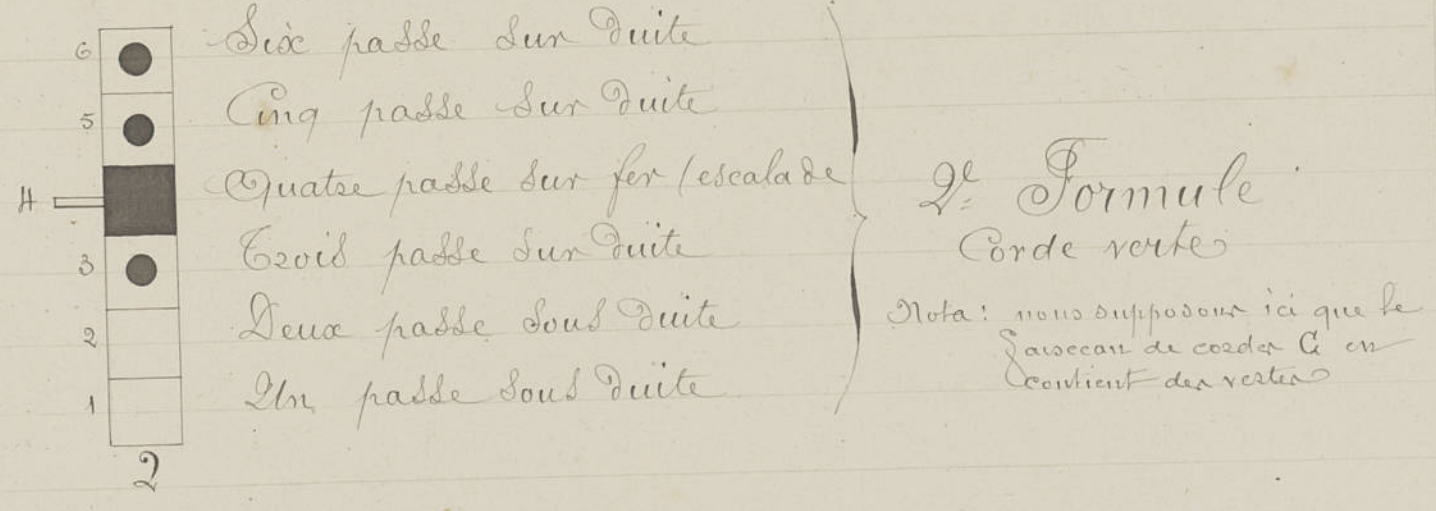 6 Six passe sur duite
5 Cinq passe sur duite
4 Quatre passe sur fer (escalade
3 Trois passe sur duite
2 Deux passe sous duite
1 Un passe sous duite
2
2e Formule
Corde verte
Nota: nous supposons ici que le
faisceau de cordes G en
contient des vertes